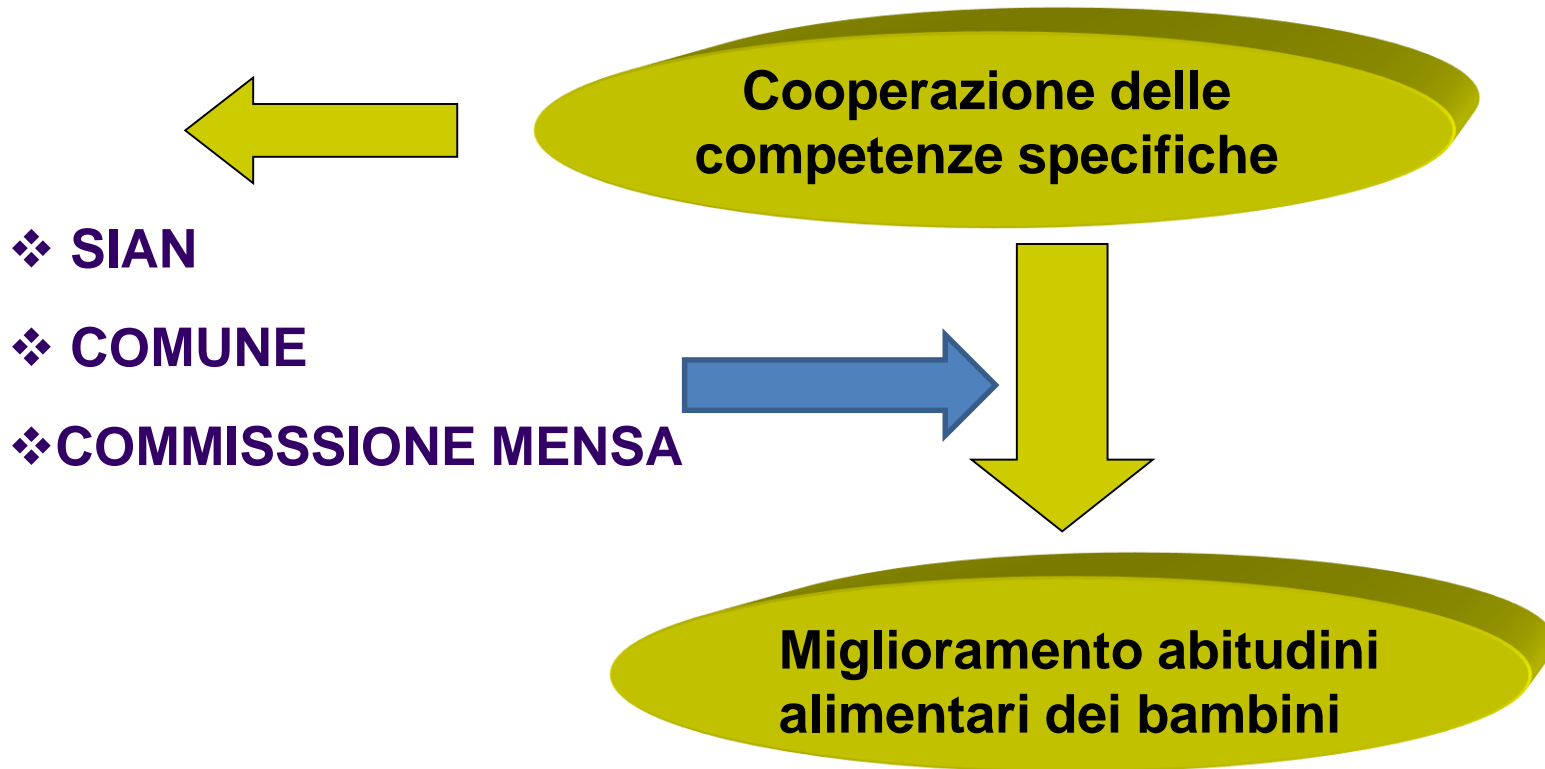 Cooperazione delle
competenze specifiche
❖ SIAN
❖ COMUNE
❖COMMISSSIONE MENSA
Miglioramento abitudini
alimentari dei bambini